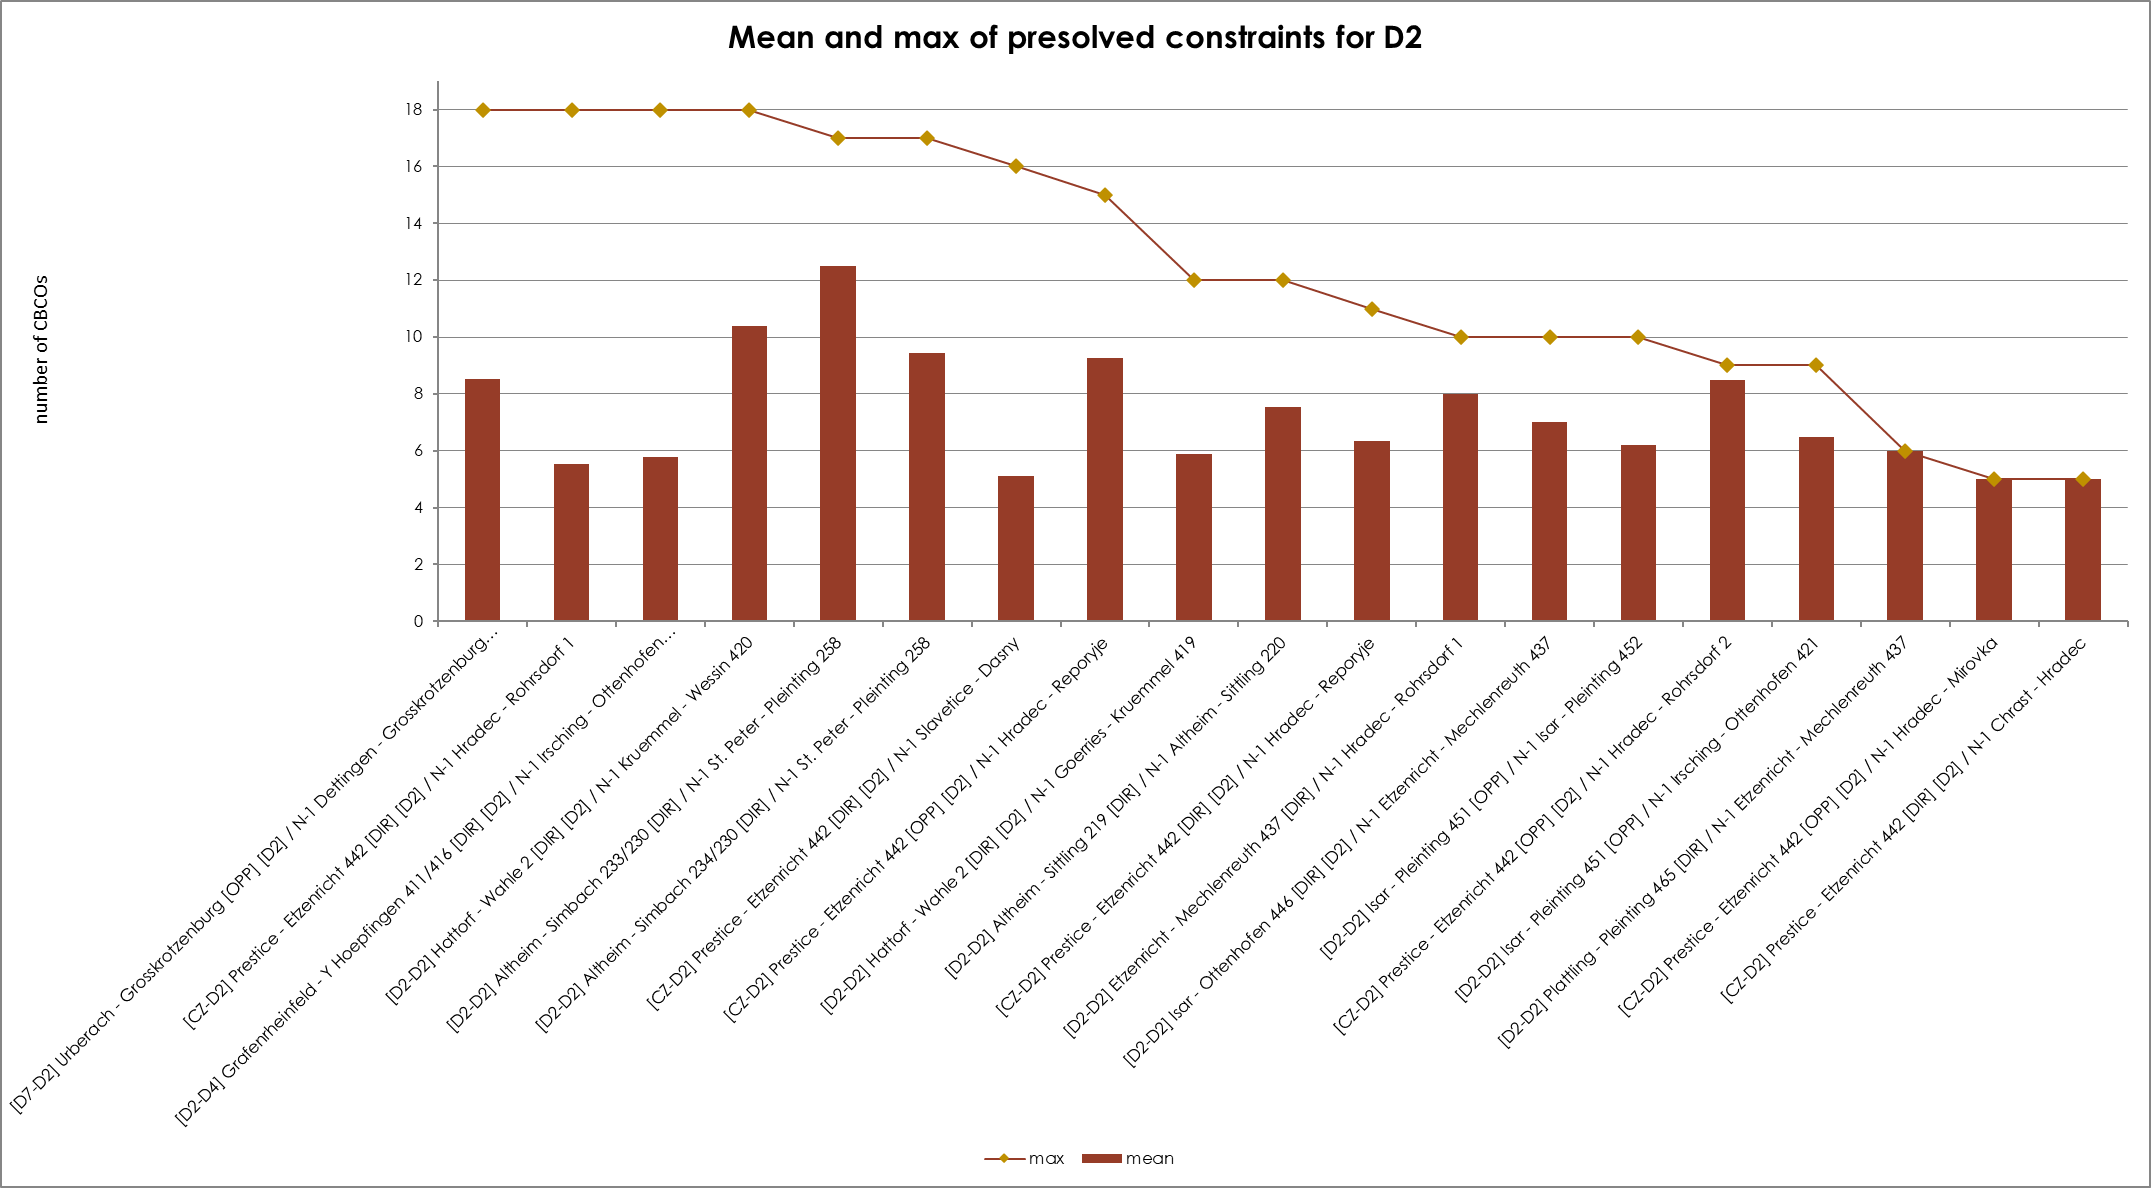 Mean and max of presolved constraints for D2
number of CBCOs
18
16
14
12
10
8
6
4
2
0
[D7-D2] Urberach - Grosskrotzenburg [OPP] [D2] / N-1 Dettingen - Grosskrotzenburg…
[CZ-D2] Prestice - Etzenricht 442 [DIR] [D2] / N-1 Hradec - Rohrsdorf 1
[D2-D4] Grafenrheinfeld - Y Hoepfingen 411/416 [DIR] [D2] / N-1 Irsching - Ottenhofen…
[D2-D2] Hattorf - Wahle 2 [DIR] [D2] / N-1 Kruemmel - Wessin 420
[D2-D2] Altheim - Simbach 233/230 [DIR] / N-1 St. Peter - Pleinting 258
[D2-D2] Altheim - Simbach 234/230 [DIR] / N-1 St. Peter - Pleinting 258
[CZ-D2] Prestice - Etzenricht 442 [DIR] [D2] / N-1 Slavetice - Dasny
[CZ-D2] Prestice - Etzenricht 442 [OPP] [D2] / N-1 Hradec - Reporyje
[D2-D2] Hattorf - Wahle 2 [DIR] [D2] / N-1 Goerries - Kruemmel 419
[D2-D2] Altheim - Sittling 219 [DIR] / N-1 Altheim - Sittling 220
[CZ-D2] Prestice - Etzenricht 442 [DIR] [D2] / N-1 Hradec - Reporyje
[D2-D2] Etzenricht - Mechlenreuth 437 [DIR] / N-1 Hradec - Rohrsdorf 1
[D2-D2] Isar - Ottenhofen 446 [DIR] [D2] / N-1 Etzenricht - Mechlenreuth 437
[D2-D2] Isar - Pleinting 451 [OPP] / N-1 Isar - Pleinting 452
[CZ-D2] Prestice - Etzenricht 442 [OPP] [D2] / N-1 Hradec - Rohrsdorf 2
[D2-D2] Isar - Pleinting 451 [OPP] / N-1 Irsching - Ottenhofen 421
[D2-D2] Plattling - Pleinting 465 [DIR] / N-1 Etzenricht - Mechlenreuth 437
[CZ-D2] Prestice - Etzenricht 442 [OPP] [D2] / N-1 Hradec - Mirovka
[CZ-D2] Prestice - Etzenricht 442 [DIR] [D2] / N-1 Chrast - Hradec
max mean